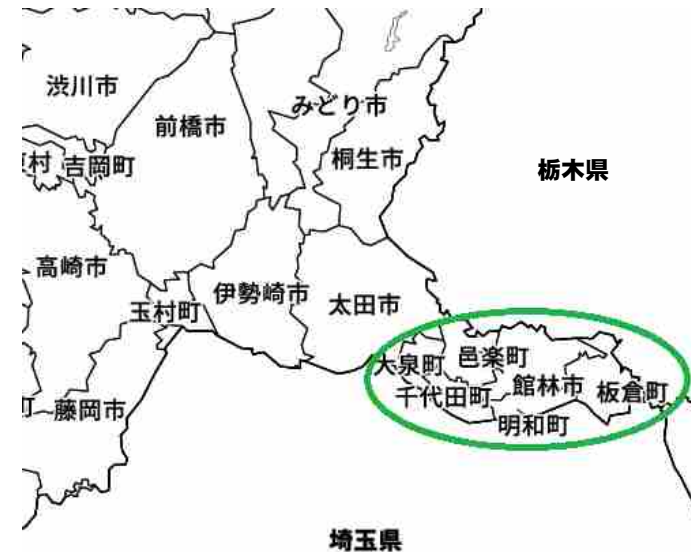 渋川市
みどり市
前橋市
桐生市
村 吉岡町
栃木県
高崎市
伊勢崎市
太田市
玉村町
大泉町
邑楽町
館林市
板倉町
千代田町
町
藤岡市
明和町
埼玉県